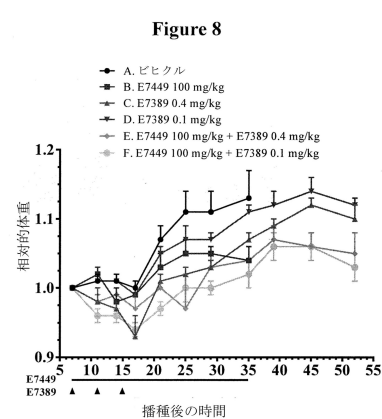 Figure 8
A. ビヒクル
B. E7449 100 mg/kg
C. E7389 0.4 mg/kg
D. E7389 0.1 mg/kg
E. E7449 100 mg/kg + E7389 0.4 mg/kg
F. E7449 100 mg/kg + E7389 0.1 mg/kg
相対的体重
1.2
1.1
1.0
0.9
5 10 15 20 25 30 35 40 45 50 55
E7449
E7389
播種後の時間